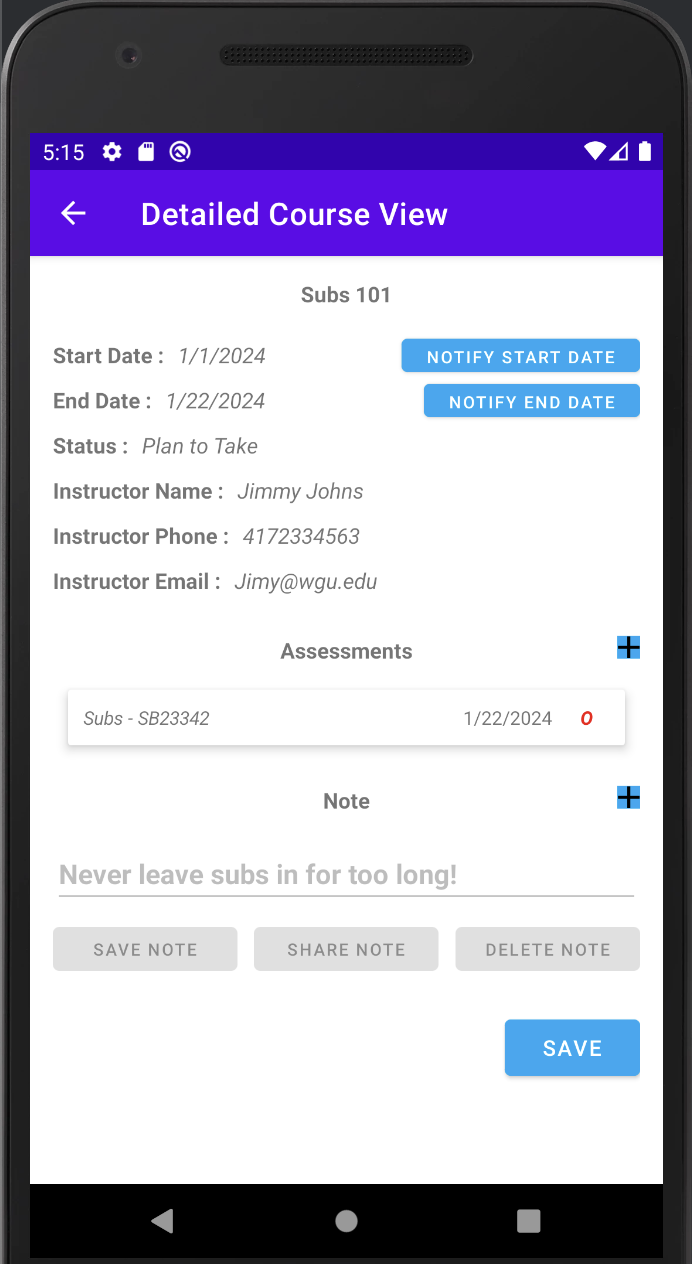 5:15
Detailed Course View
Subs 101
Start Date : 1/1/2024 NOTIFY START DATE
End Date : 1/22/2024 NOTIFY END DATE
Status : Plan to Take
Instructor Name : Jimmy Johns
Instructor Phone : 4172334563
Instructor Email : Jimy@wgu.edu
Assessments
Subs - SB23342 1/22/2024 O
Note
Never leave subs in for too long!
SAVE NOTE SHARE NOTE DELETE NOTE
SAVE